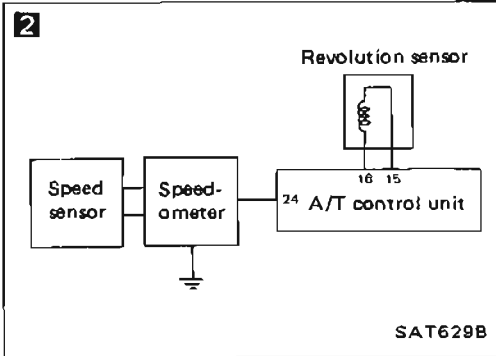 2
Revolution sensor
16 15
Speed
sensor
Speed-
ometer
24 A/T control unit
SAT629B